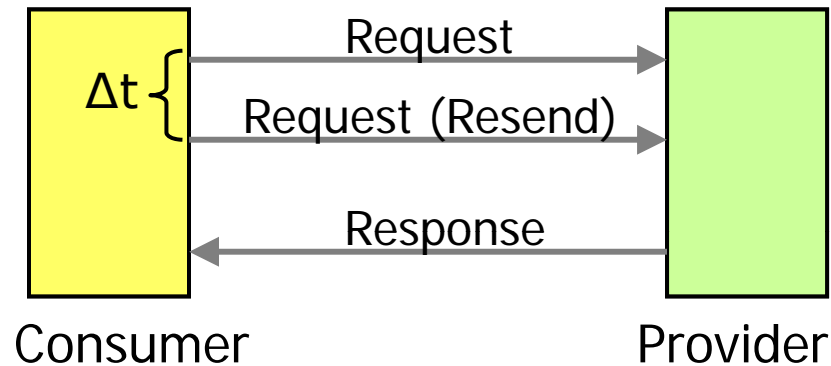 Request
Δt
Request (Resend)
Response
Consumer
Provider